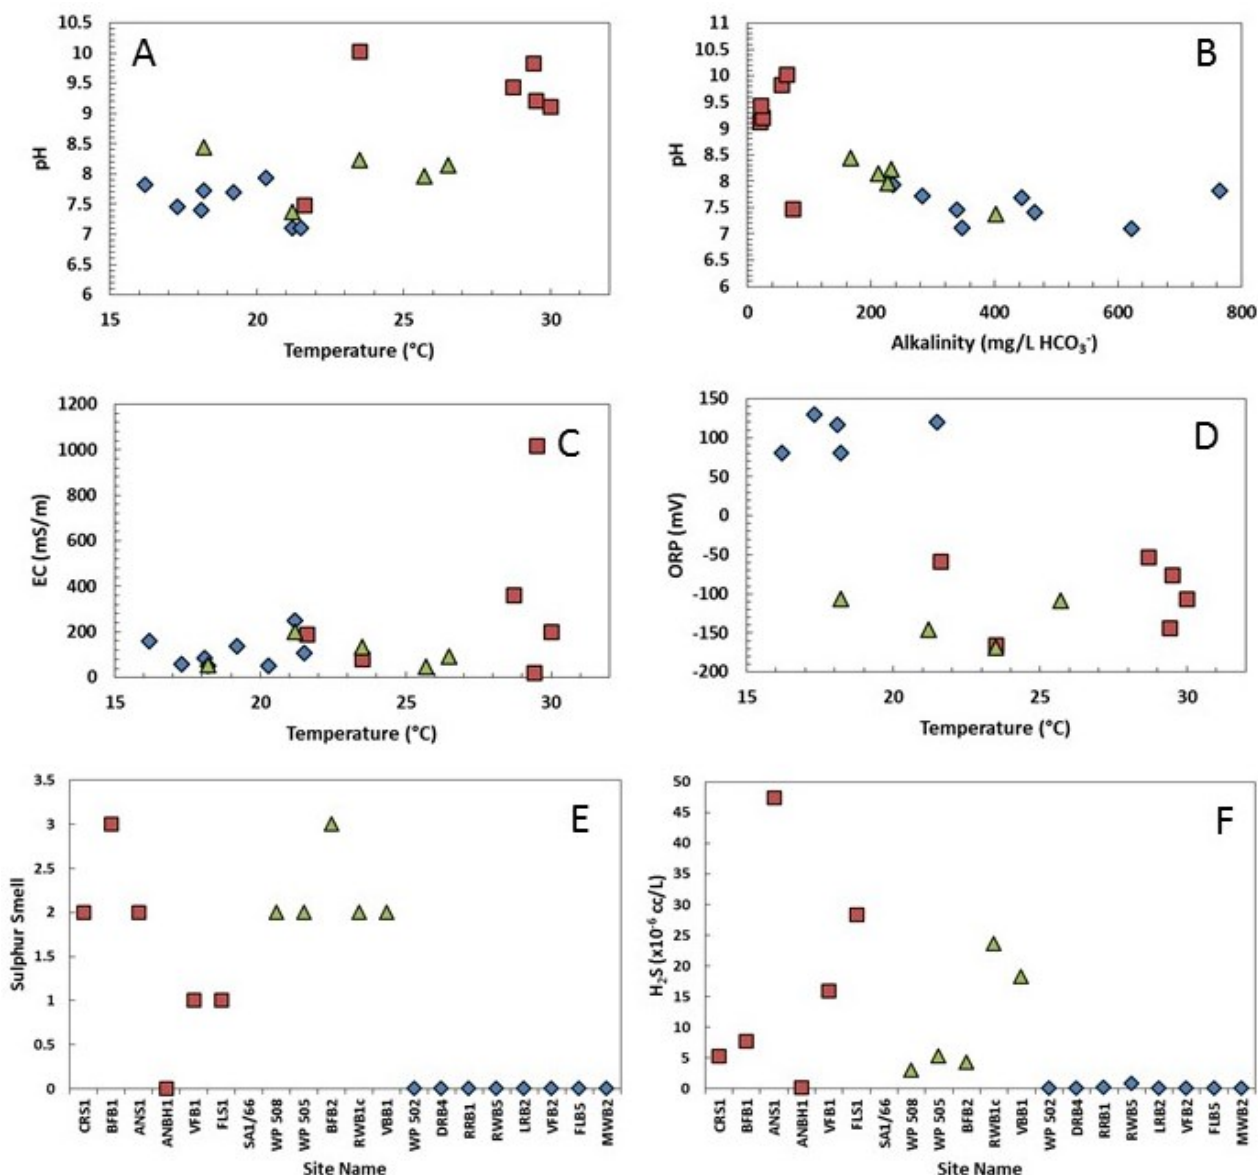 10.5
10
9.5
9
8.5
8
7.5
7
6.5
6
pH
A
15
20
25
30
Temperature (°C)
11
10.5
10
9.5
9
8.5
8
7.5
7
6.5
6
pH
B
0
200
400
600
800
Alkalinity (mg/L HCO₃⁻)
1200
1000
800
600
400
200
0
EC (mS/m)
C
15
20
25
30
Temperature (°C)
150
100
50
0
-50
-100
-150
-200
ORP (mV)
D
15
20
25
30
Temperature (°C)
3.5
3
2.5
2
1.5
1
0.5
0
Sulphur Smell
E
CRS1
BFB1
ANS1
ANBH1
VFB1
FLS1
SA1/66
WP 508
WP 505
BFB2
RWB1c
VBB1
WP 502
DRB4
RRB1
RWB5
LRB2
VFB2
FLB5
MWB2
Site Name
50
45
40
35
30
25
20
15
10
5
0
H₂S (x10⁻⁶ cc/L)
F
CRS1
BFB1
ANS1
ANBH1
VFB1
FLS1
SA1/66
WP 508
WP 505
BFB2
RWB1c
VBB1
WP 502
DRB4
RRB1
RWB5
LRB2
VFB2
FLB5
MWB2
Site Name